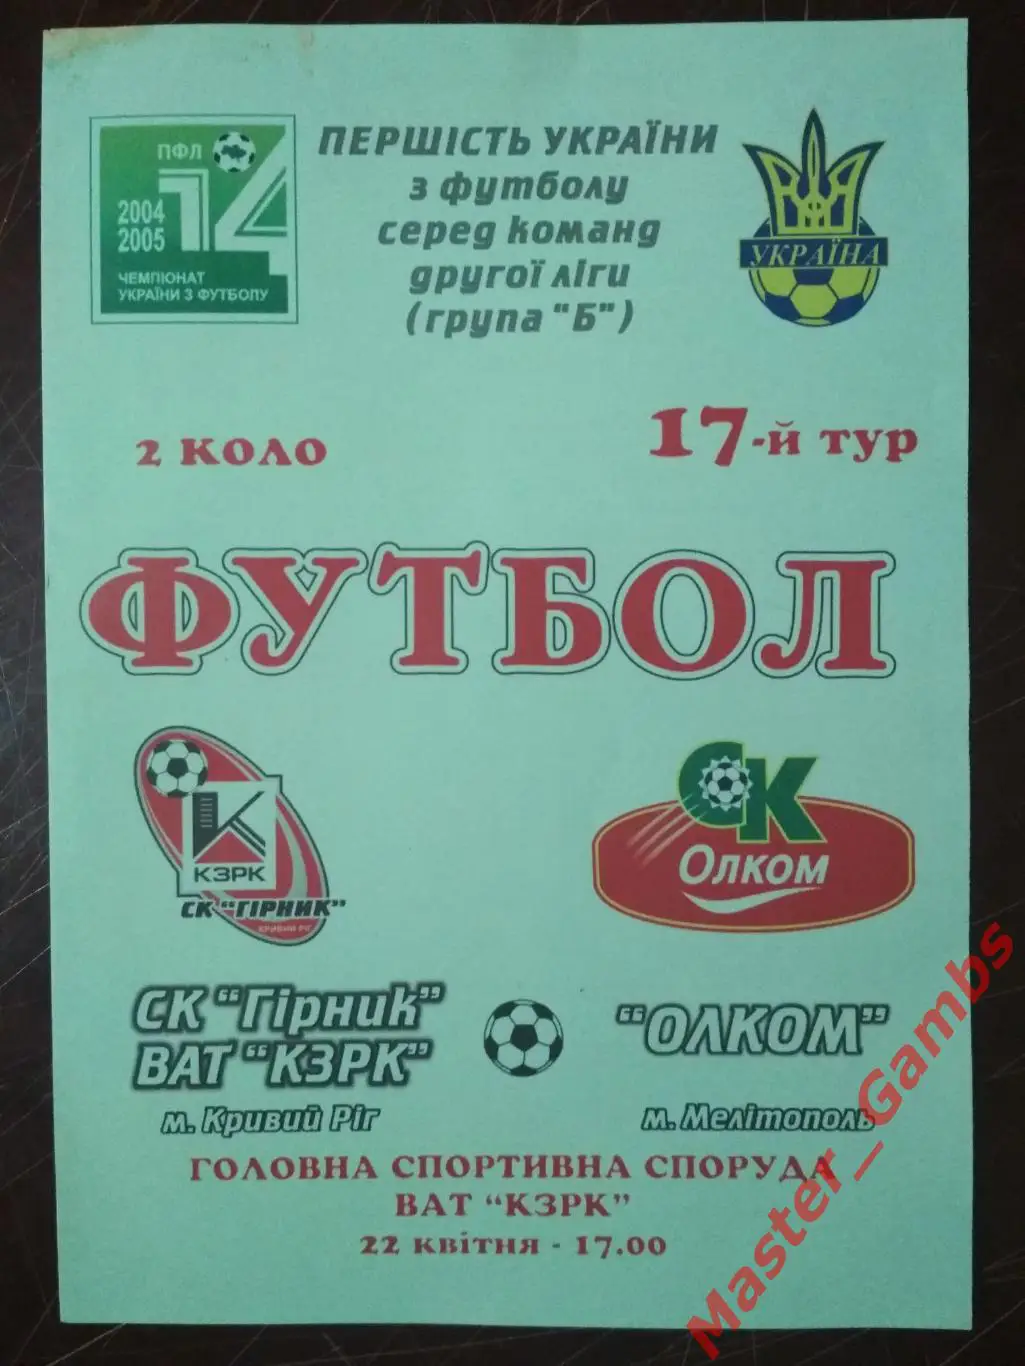 ПФЛ
14
2004
2005
ЧЕМПІОНАТ
УКРАЇНИ З ФУТБОЛУ
ПЕРШІСТЬ УКРАЇНИ
з футболу
серед команд
другої ліги
(група "Б")
УКРАЇНА
2 КОЛО
17-й тур
ФУТБОЛ
КЗРК
СК "ГІРНИК"
КРИВИЙ РІГ
СК
Олком
СК "Гірник"
ВАТ "КЗРК"
м. Кривий Ріг
"ОЛКОМ"
м. Мелітополь
ГОЛОВНА СПОРТИВНА СПОРУДА
ВАТ "КЗРК"
22 квітня - 17.00
Master_Gambs